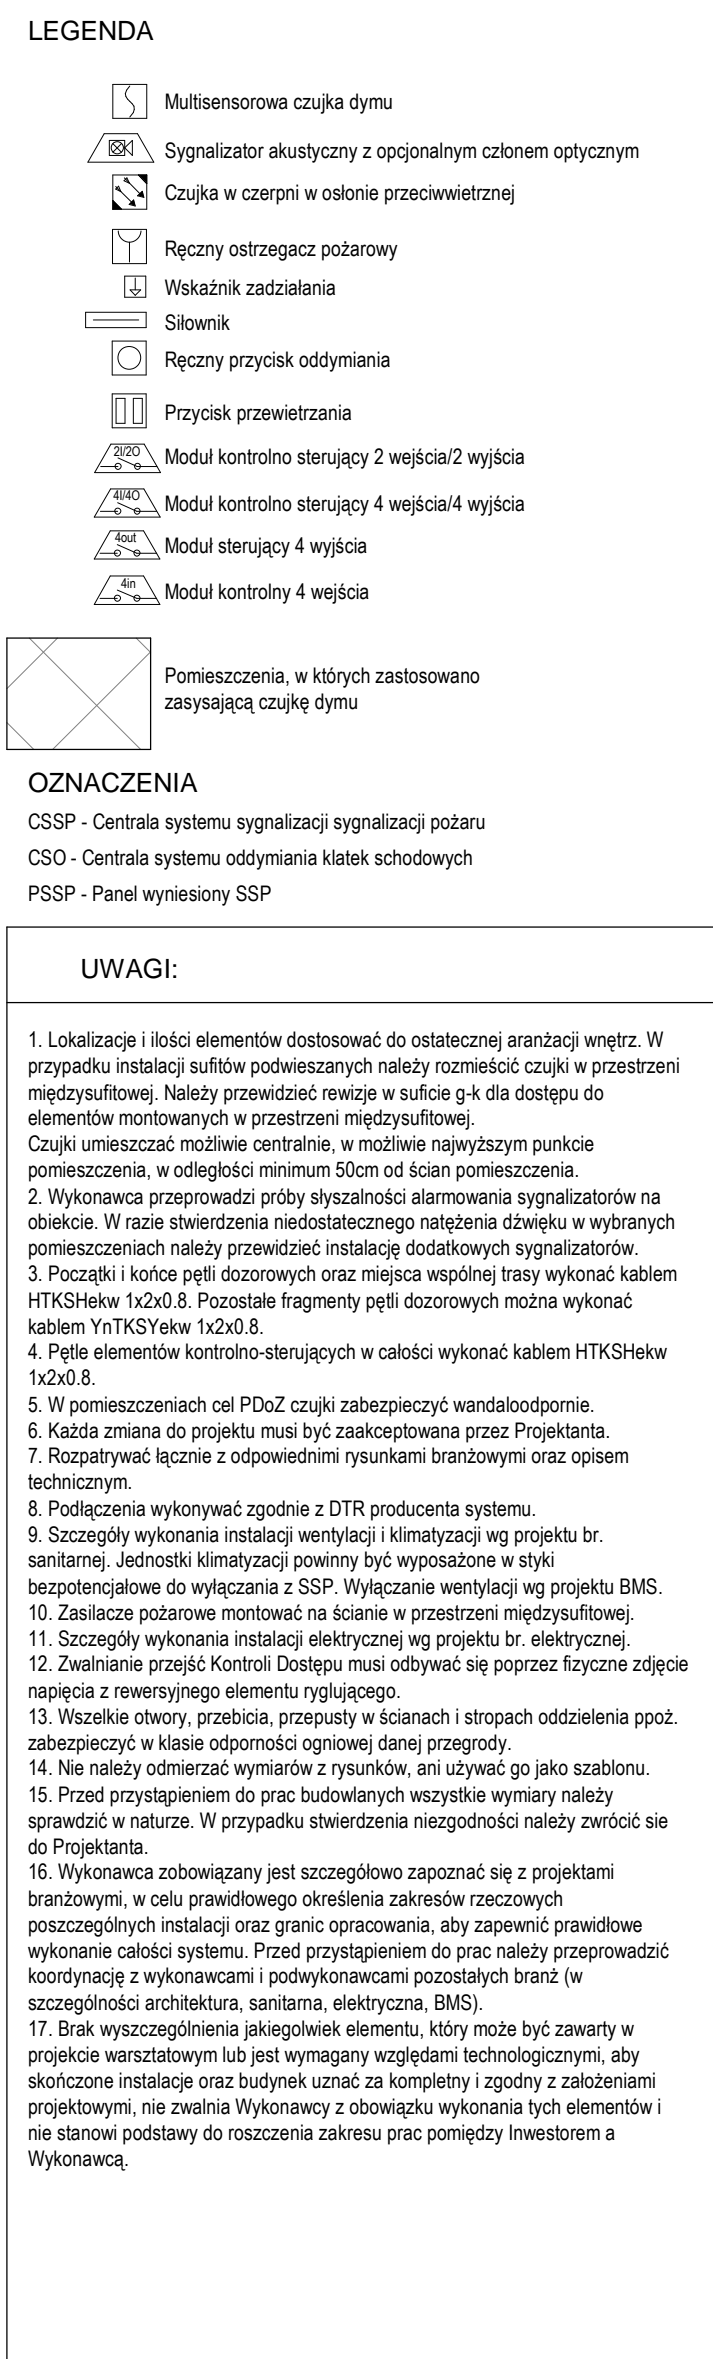 LEGENDA
Multisensorowa czujka dymu
Sygnalizator akustyczny z opcjonalnym członem optycznym
Czujka w czerpni w osłonie przeciwwietrznej
Ręczny ostrzegacz pożarowy
Wskaźnik zadziałania
Siłownik
Ręczny przycisk oddymiania
Przycisk przewietrzania
2I/2O Moduł kontrolno sterujący 2 wejścia/2 wyjścia
4I/4O Moduł kontrolno sterujący 4 wejścia/4 wyjścia
4out Moduł sterujący 4 wyjścia
4in Moduł kontrolny 4 wejścia
Pomieszczenia, w których zastosowano
zasysającą czujkę dymu
OZNACZENIA
CSSP - Centrala systemu sygnalizacji sygnalizacji pożaru
CSO - Centrala systemu oddymiania klatek schodowych
PSSP - Panel wyniesiony SSP
UWAGI:
1. Lokalizacje i ilości elementów dostosować do ostatecznej aranżacji wnętrz. W
przypadku instalacji sufitów podwieszanych należy rozmieścić czujki w przestrzeni
międzysufitowej. Należy przewidzieć rewizje w suficie g-k dla dostępu do
elementów montowanych w przestrzeni międzysufitowej.
Czujki umieszczać możliwie centralnie, w możliwie najwyższym punkcie
pomieszczenia, w odległości minimum 50cm od ścian pomieszczenia.
2. Wykonawca przeprowadzi próby słyszalności alarmowania sygnalizatorów na
obiekcie. W razie stwierdzenia niedostatecznego natężenia dźwięku w wybranych
pomieszczeniach należy przewidzieć instalację dodatkowych sygnalizatorów.
3. Początki i końce pętli dozorowych oraz miejsca wspólnej trasy wykonać kablem
HTKSHekw 1x2x0.8. Pozostałe fragmenty pętli dozorowych można wykonać
kablem YnTKSYekw 1x2x0.8.
4. Pętle elementów kontrolno-sterujących w całości wykonać kablem HTKSHekw
1x2x0.8.
5. W pomieszczeniach cel PDoZ czujki zabezpieczyć wandaloodpornie.
6. Każda zmiana do projektu musi być zaakceptowana przez Projektanta.
7. Rozpatrywać łącznie z odpowiednimi rysunkami branżowymi oraz opisem
technicznym.
8. Podłączenia wykonywać zgodnie z DTR producenta systemu.
9. Szczegóły wykonania instalacji wentylacji i klimatyzacji wg projektu br.
sanitarnej. Jednostki klimatyzacji powinny być wyposażone w styki
bezpotencjałowe do wyłączania z SSP. Wyłączanie wentylacji wg projektu BMS.
10. Zasilacze pożarowe montować na ścianie w przestrzeni międzysufitowej.
11. Szczegóły wykonania instalacji elektrycznej wg projektu br. elektrycznej.
12. Zwalnianie przejść Kontroli Dostępu musi odbywać się poprzez fizyczne zdjęcie
napięcia z rewersyjnego elementu ryglującego.
13. Wszelkie otwory, przebicia, przepusty w ścianach i stropach oddzielenia ppoż.
zabezpieczyć w klasie odporności ogniowej danej przegrody.
14. Nie należy odmierzać wymiarów z rysunków, ani używać go jako szablonu.
15. Przed przystąpieniem do prac budowlanych wszystkie wymiary należy
sprawdzić w naturze. W przypadku stwierdzenia niezgodności należy zwrócić sie
do Projektanta.
16. Wykonawca zobowiązany jest szczegółowo zapoznać się z projektami
branżowymi, w celu prawidłowego określenia zakresów rzeczowych
poszczególnych instalacji oraz granic opracowania, aby zapewnić prawidłowe
wykonanie całości systemu. Przed przystąpieniem do prac należy przeprowadzić
koordynację z wykonawcami i podwykonawcami pozostałych branż (w
szczególności architektura, sanitarna, elektryczna, BMS).
17. Brak wyszczególnienia jakiegolwiek elementu, który może być zawarty w
projekcie warsztatowym lub jest wymagany względami technologicznymi, aby
skończone instalacje oraz budynek uznać za kompletny i zgodny z założeniami
projektowymi, nie zwalnia Wykonawcy z obowiązku wykonania tych elementów i
nie stanowi podstawy do roszczenia zakresu prac pomiędzy Inwestorem a
Wykonawcą.